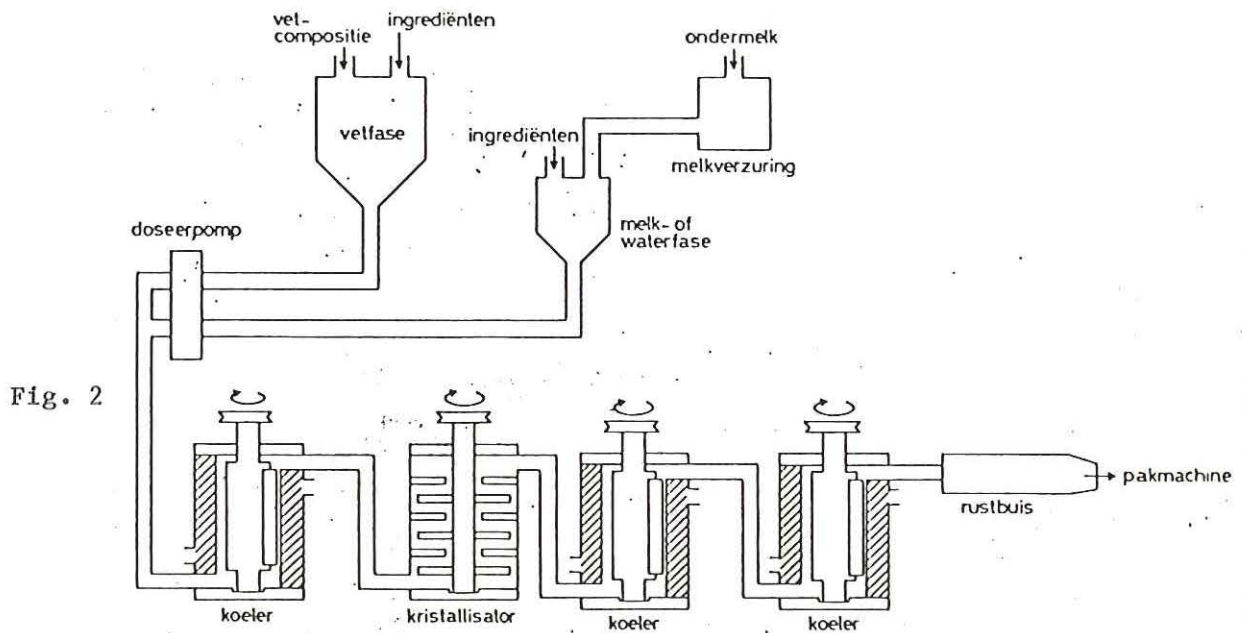 vet-
compositie
ingrediënten
ondermelk
vetfase
ingrediënten
melkverzuring
doseerpomp
melk- of
waterfase
Fig. 2
pakmachine
rustbuis
koeler
kristallisator
koeler
koeler